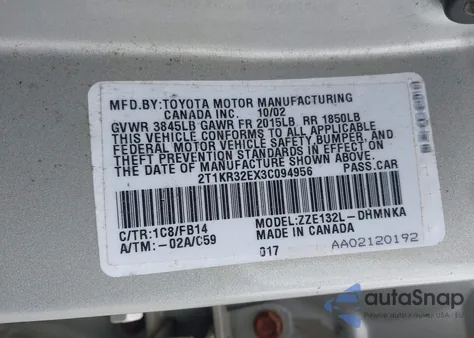 MFD.BY:TOYOTA MOTOR MANUFACTURING
CANADA INC. 10/02
GVWR 3845LB GAWR FR 2015LB RR 1850LB
THIS VEHICLE CONFORMS TO ALL APPLICABLE
FEDERAL MOTOR VEHICLE SAFETY,BUMPER, AND
THEFT PREVENTION STANDARDS IN EFFECT ON
THE DATE OF MANUFACTURE SHOWN ABOVE.
2T1KR32EX3C094956 PASS.CAR
C/TR:1C8/FB14 MODEL:ZZE132L-DRMNKA
A/TM:-02A/C59 MADE IN CANADA
017 AA02120192
autoSnap